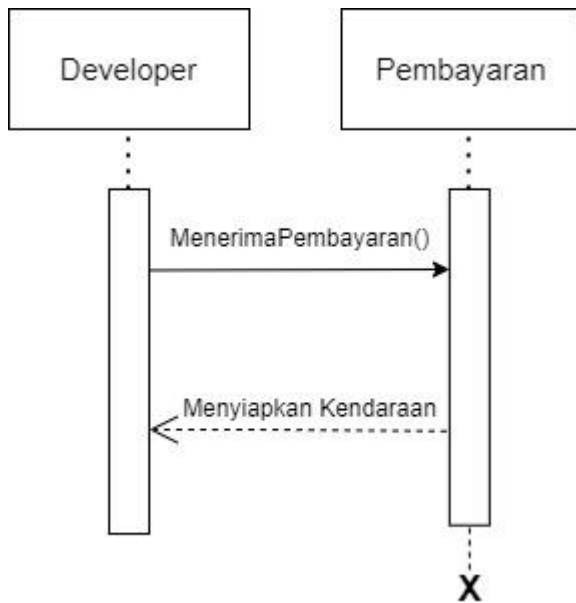 Developer
Pembayaran
MenerimaPembayaran()
Menyiapkan Kendaraan
X